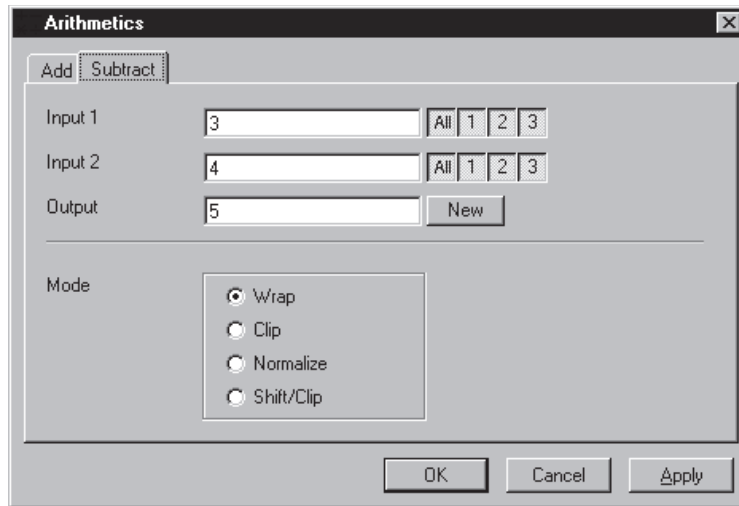 Arithmetics
Add Subtract
Input 1 3 All 1 2 3
Input 2 4 All 1 2 3
Output 5 New
Mode
Wrap
Clip
Normalize
Shift/Clip
OK Cancel Apply